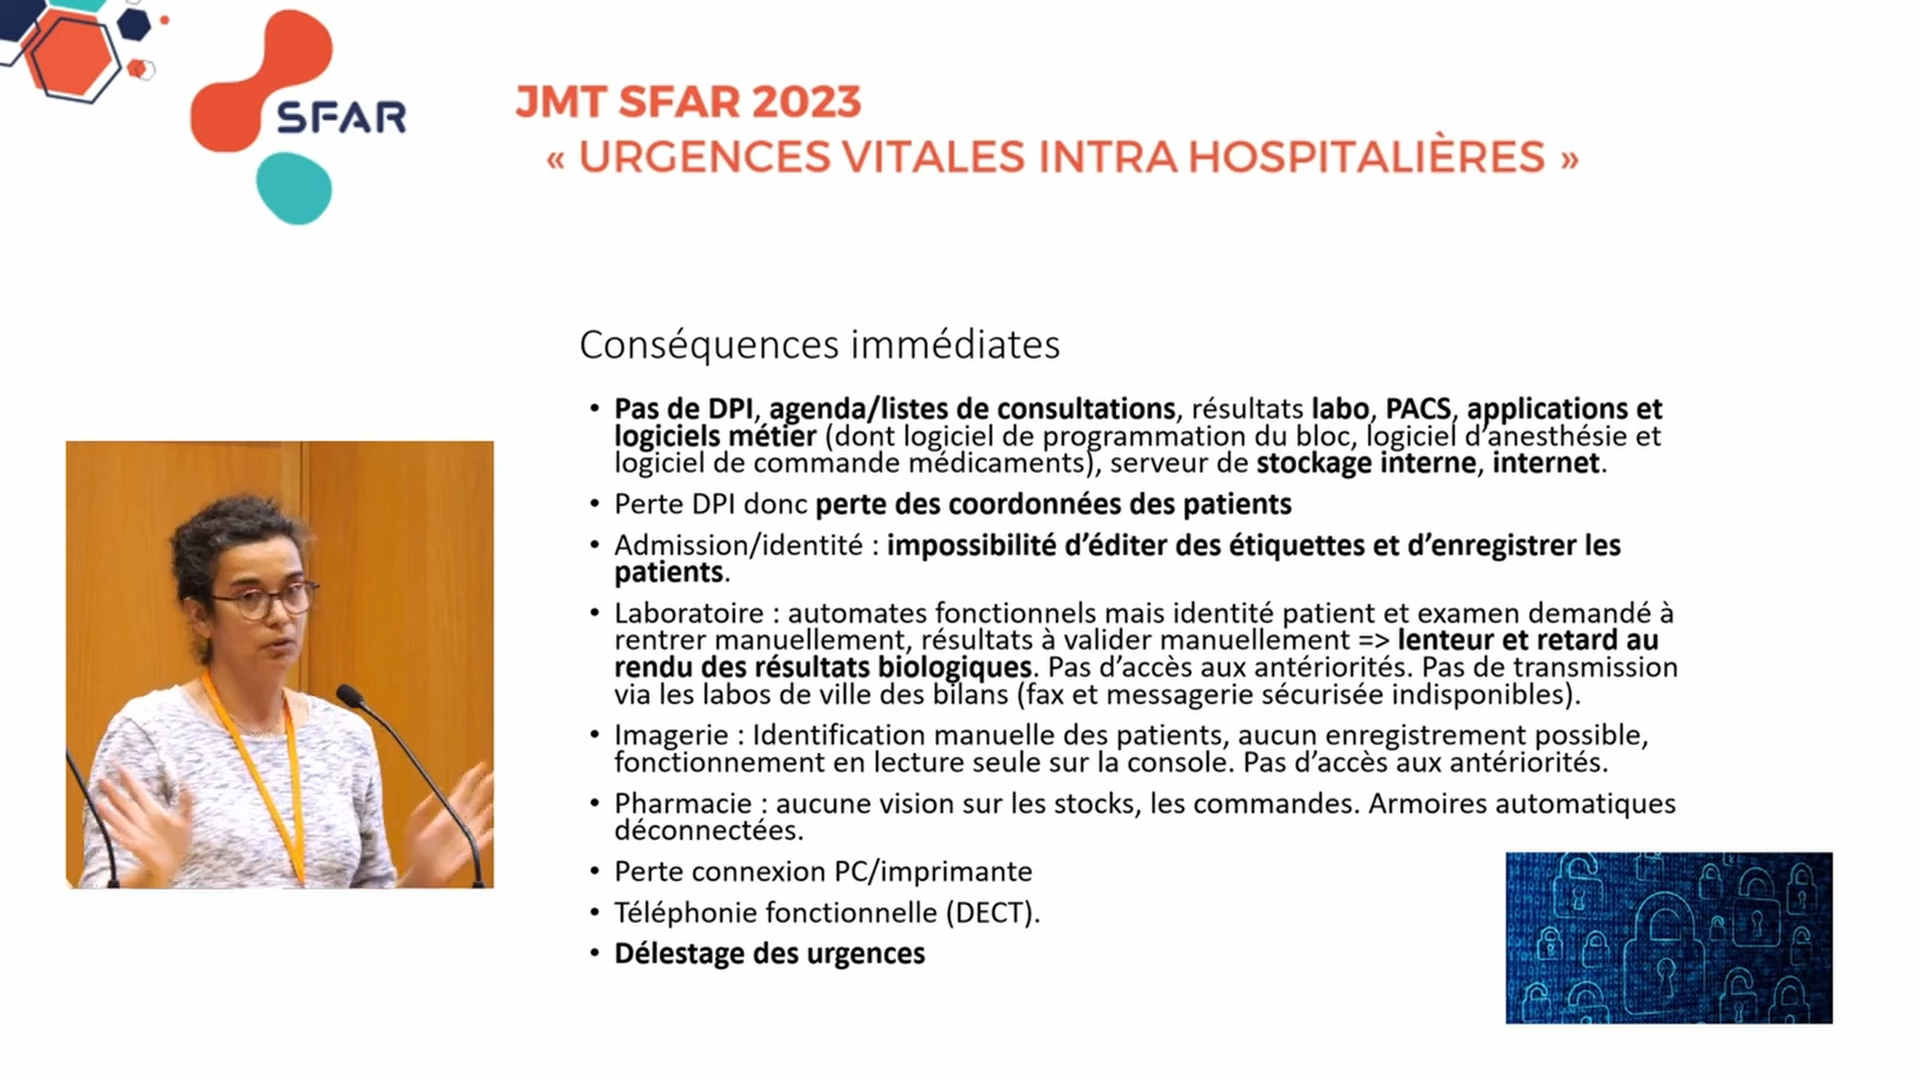 SFAR
JMT SFAR 2023
« URGENCES VITALES INTRA HOSPITALIÈRES »
Conséquences immédiates
• Pas de DPI, agenda/listes de consultations, résultats labo, PACS, applications et
logiciels métier (dont logiciel de programmation du bloc, logiciel d’anesthésie et
logiciel de commande médicaments), serveur de stockage interne, internet.
• Perte DPI donc perte des coordonnées des patients
• Admission/identité : impossibilité d’éditer des étiquettes et d’enregistrer les
patients.
• Laboratoire : automates fonctionnels mais identité patient et examen demandé à
rentrer manuellement, résultats à valider manuellement => lenteur et retard au
rendu des résultats biologiques. Pas d’accès aux antériorités. Pas de transmission
via les labos de ville des bilans (fax et messagerie sécurisée indisponibles).
• Imagerie : Identification manuelle des patients, aucun enregistrement possible,
fonctionnement en lecture seule sur la console. Pas d’accès aux antériorités.
• Pharmacie : aucune vision sur les stocks, les commandes. Armoires automatiques
déconnectées.
• Perte connexion PC/imprimante
• Téléphonie fonctionnelle (DECT).
• Délestage des urgences